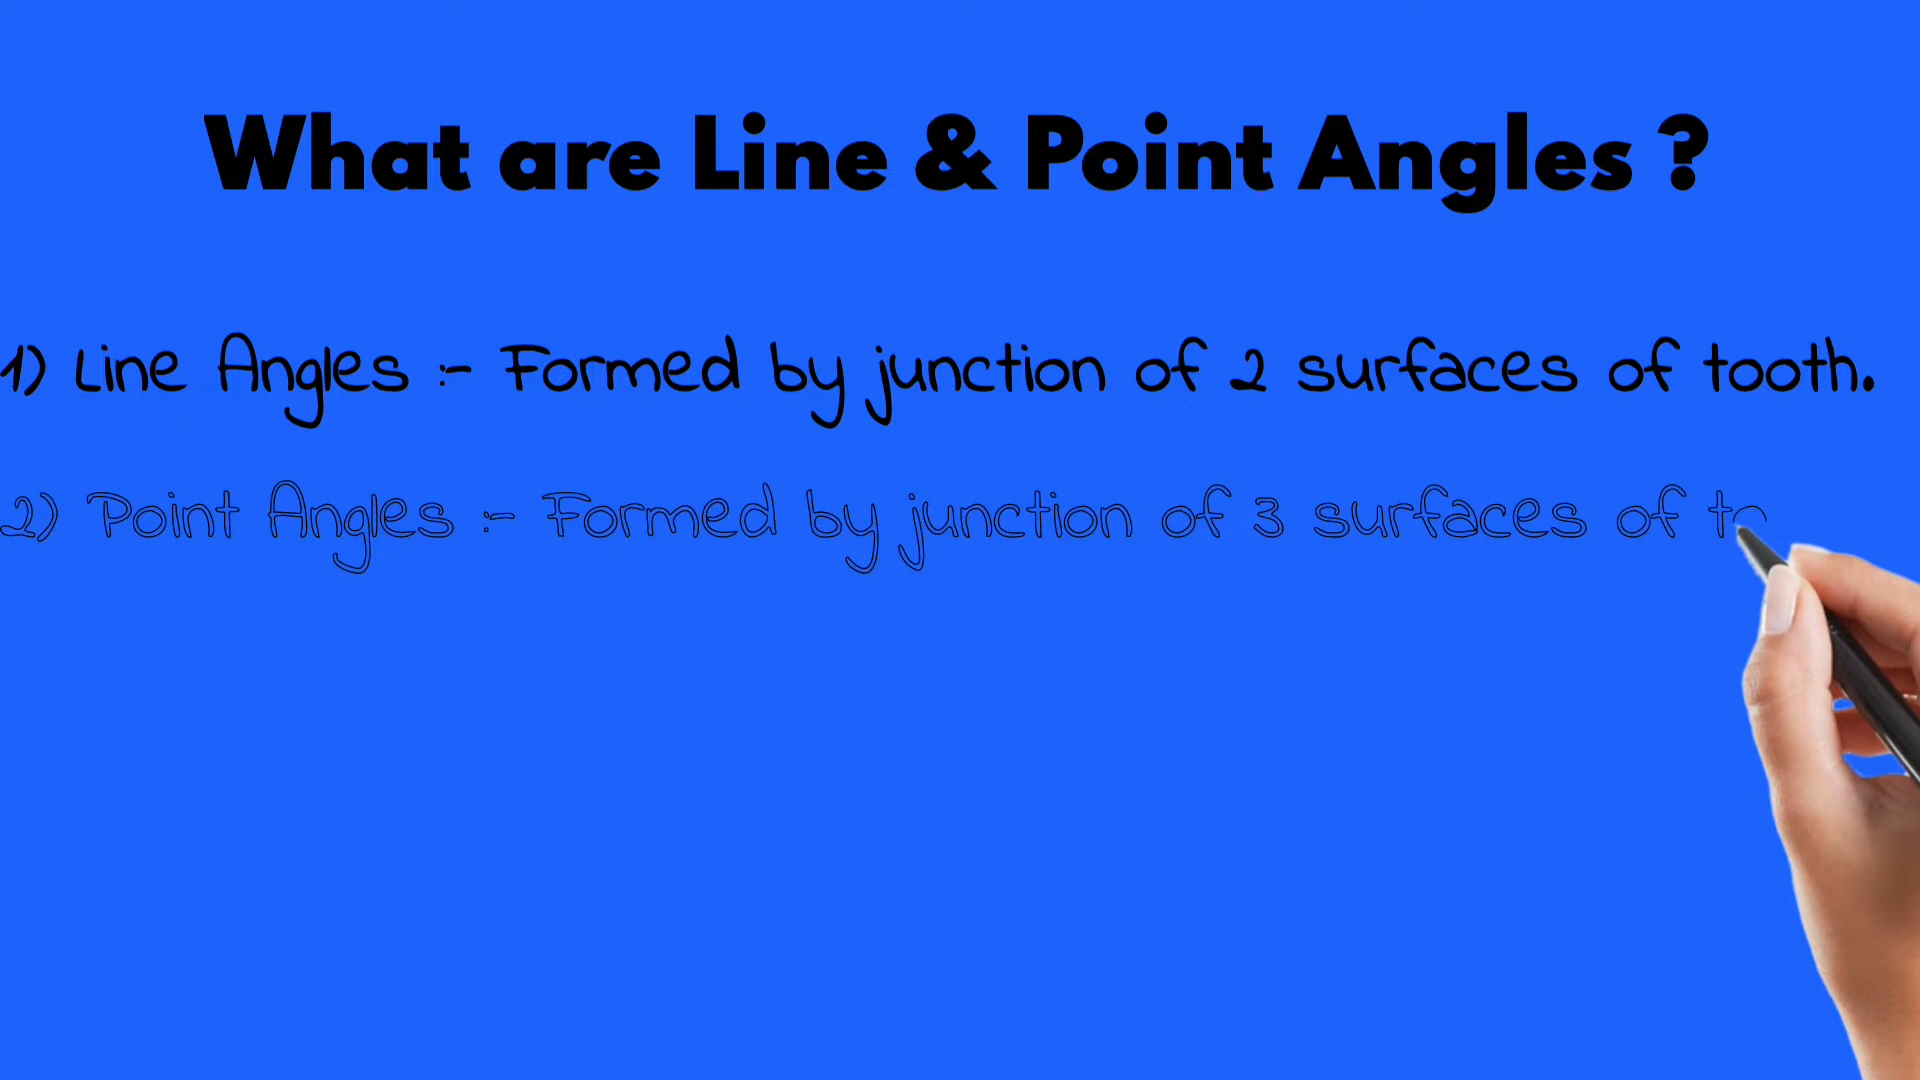 What are Line & Point Angles ?
1) Line Angles :- Formed by junction of 2 surfaces of tooth.
2) Point Angles :- Formed by junction of 3 surfaces of